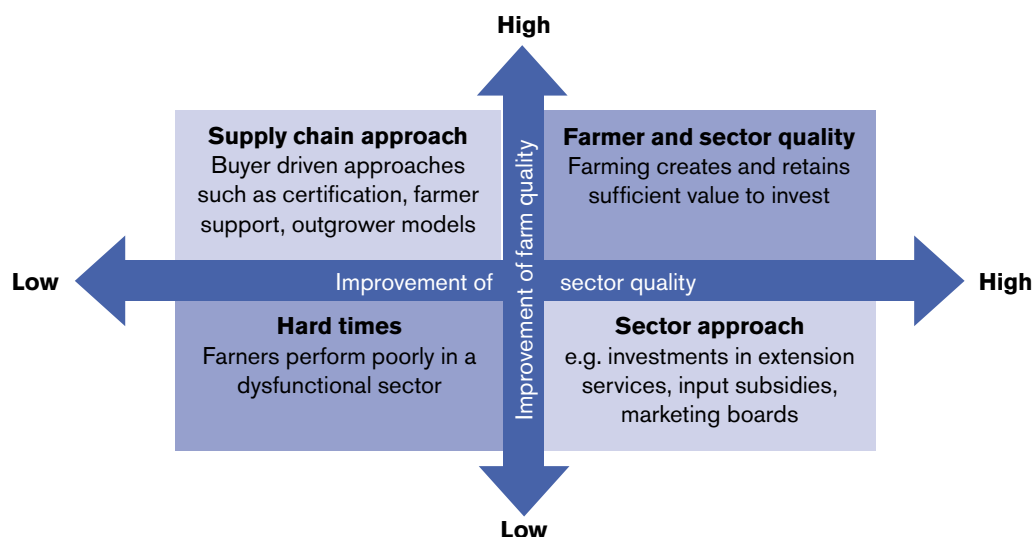 High
Supply chain approach
Buyer driven approaches
such as certification, farmer
support, outgrower models
Farmer and sector quality
Farming creates and retains
sufficient value to invest
Improvement of farm quality
Low
Improvement of sector quality
High
Hard times
Farners perform poorly in a
dysfunctional sector
Sector approach
e.g. investments in extension
services, input subsidies,
marketing boards
Low